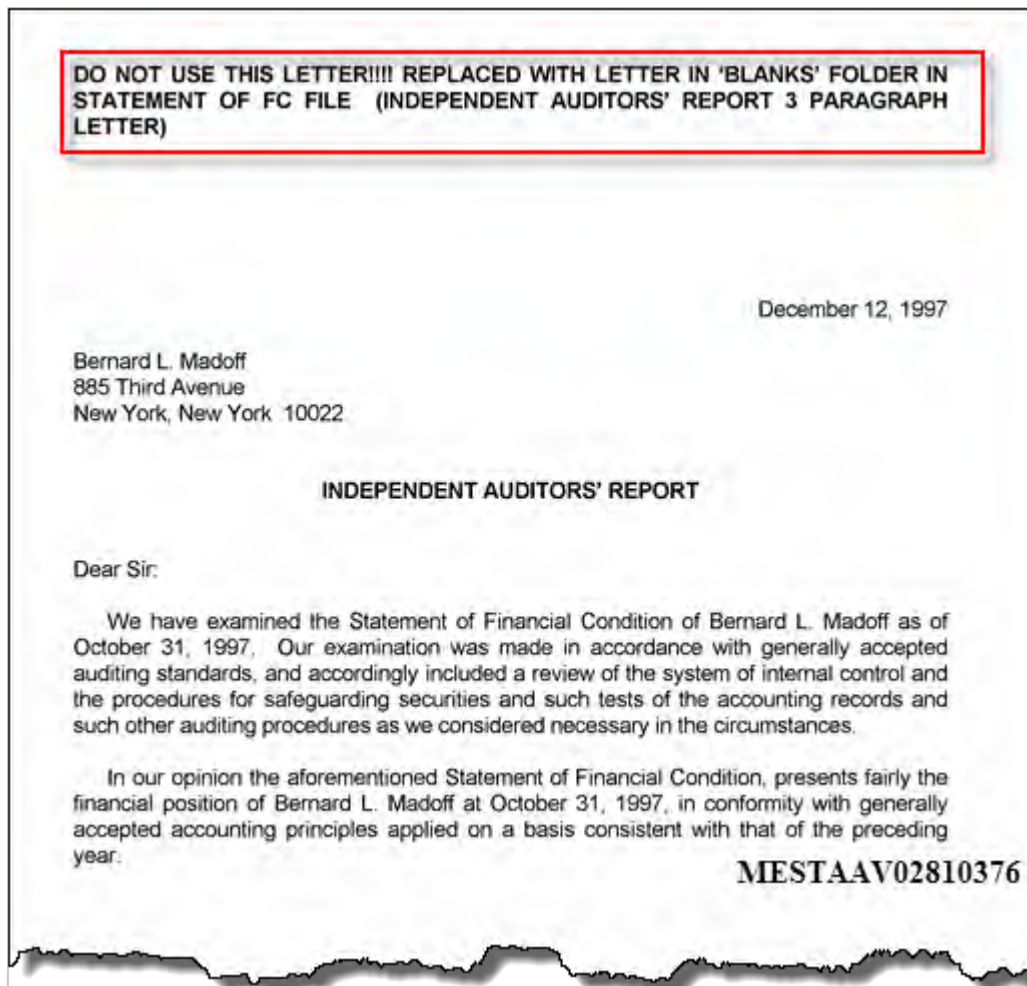 DO NOT USE THIS LETTER!!!! REPLACED WITH LETTER IN ‘BLANKS’ FOLDER IN
STATEMENT OF FC FILE (INDEPENDENT AUDITORS’ REPORT 3 PARAGRAPH
LETTER)
December 12, 1997
Bernard L. Madoff
885 Third Avenue
New York, New York 10022
INDEPENDENT AUDITORS’ REPORT
Dear Sir:
We have examined the Statement of Financial Condition of Bernard L. Madoff as of
October 31, 1997. Our examination was made in accordance with generally accepted
auditing standards, and accordingly included a review of the system of internal control and
the procedures for safeguarding securities and such tests of the accounting records and
such other auditing procedures as we considered necessary in the circumstances.
In our opinion the aforementioned Statement of Financial Condition, presents fairly the
financial position of Bernard L. Madoff at October 31, 1997, in conformity with generally
accepted accounting principles applied on a basis consistent with that of the preceding
year.
MESTAAV02810376